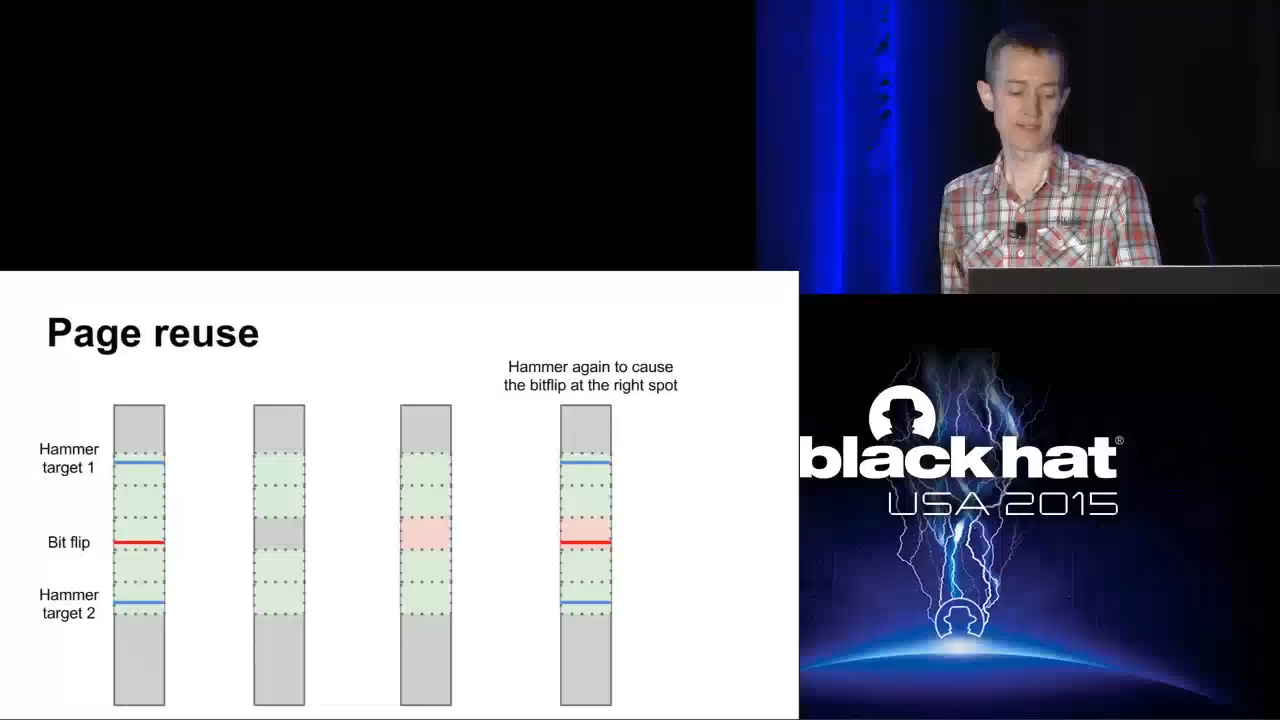 Page reuse
Hammer again to cause
the bitflip at the right spot
Hammer
target 1
Bit flip
Hammer
target 2
black hat®
USA 2015